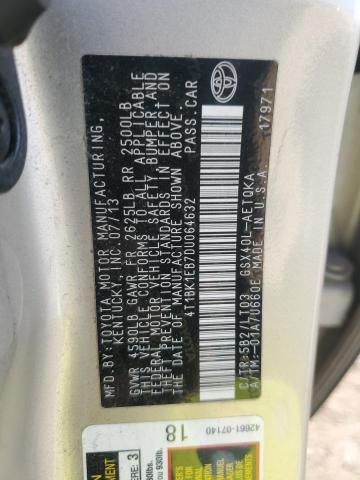 MFD. BY:
TOYOTA MOTOR MANUFACTURING,
KENTUCKY, INC. 07/13
GVWR 4590LB GAWR FR 2625LB RR 2500LB
THIS VEHICLE CONFORMS TO ALL APPLICABLE
FEDERAL MOTOR VEHICLE SAFETY, BUMPER AND
THEFT PREVENTION STANDARDS IN EFFECT ON
THE DATE OF MANUFACTURE SHOWN ABOVE.
4T1BK1EB7DU064632 PASS.CAR
C/TR:5B2/LT03 GSX40L-AETQKA
A/TM:-01A/U660E MADE IN U.S.A.
17971
42661-07140
18
ERE: 3